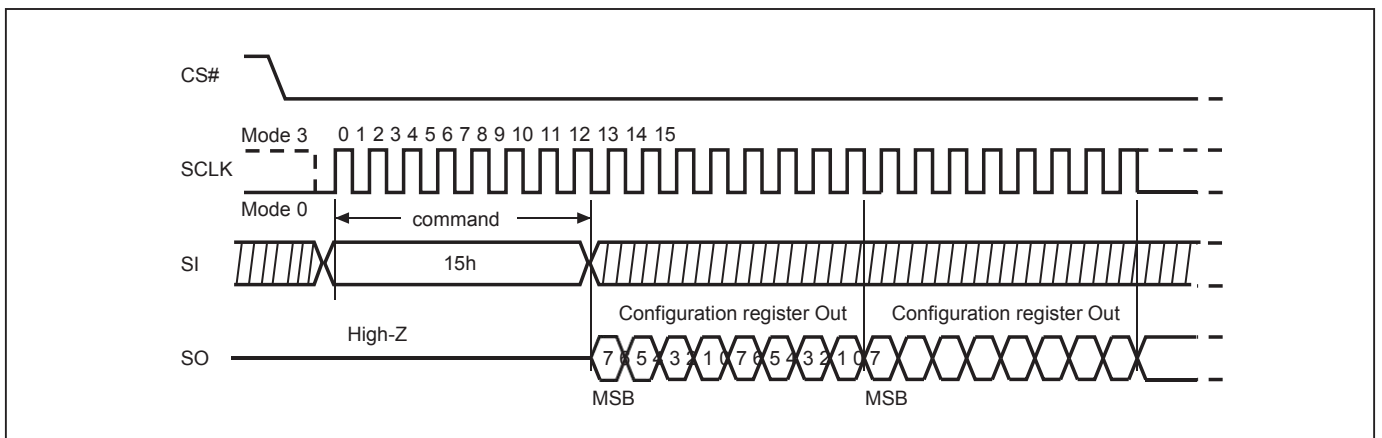 CS#
Mode 3
0 1 2 3 4 5 6 7 8 9 10 11 12 13 14 15
SCLK
Mode 0
command
SI
15h
Configuration register Out
Configuration register Out
High-Z
SO
7 6 5 4 3 2 1 0 7 6 5 4 3 2 1 0 7
MSB
MSB